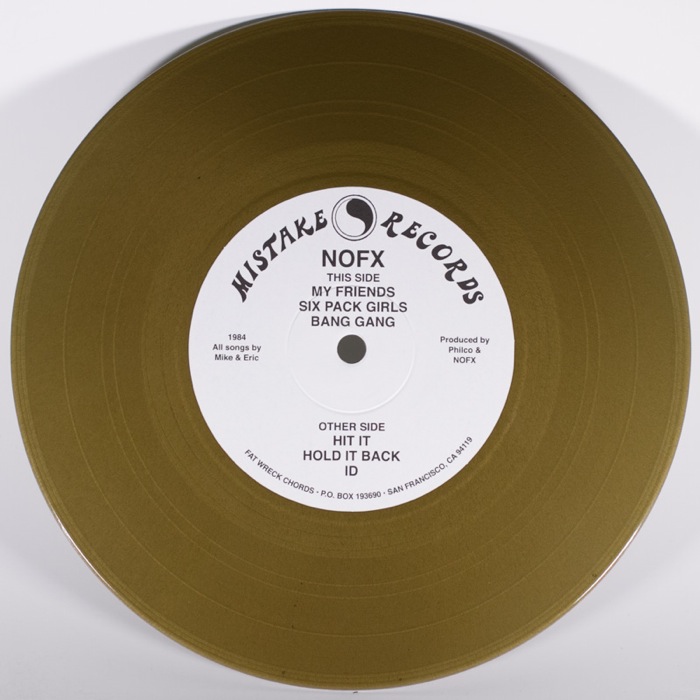 MISTAKE RECORDS
NOFX
THIS SIDE
MY FRIENDS
SIX PACK GIRLS
BANG GANG
1984
All songs by
Mike & Eric
Produced by
Philco &
NOFX
OTHER SIDE
HIT IT
HOLD IT BACK
ID
FAT WRECK CHORDS · P.O. BOX 193690 · SAN FRANCISCO, CA 94119